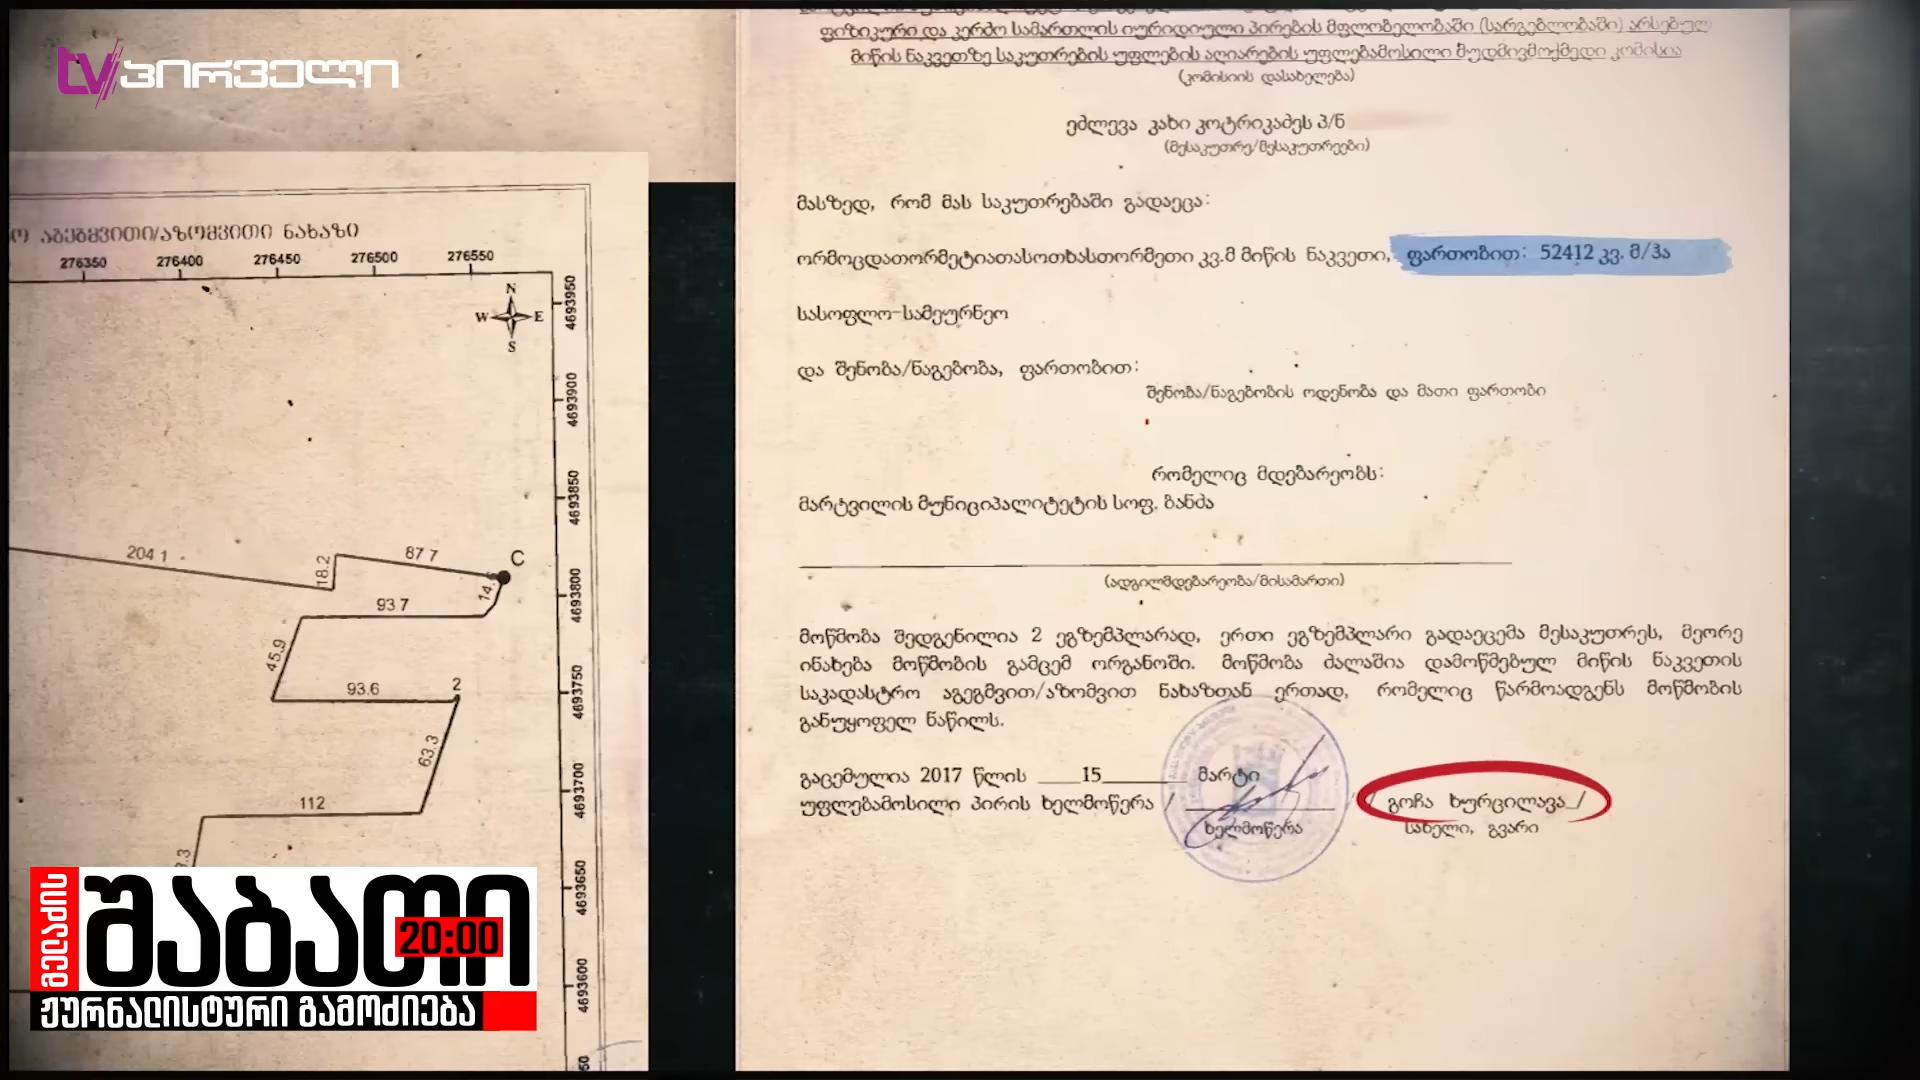 tv პირველი
ფიზიკური და კერძო სამართლის იურიდიული პირების მფლობელობაში (სარგებლობაში) არსებულ
მიწის ნაკვეთზე საკუთრების უფლების აღიარების უფლებამოსილი მუდმივმოქმედი კომისია
(კომისიის დასახელება)
ეძლევა კახი კოტრიკაძეს პ/ნ
(მესაკუთრე/მესაკუთრეები)
მასზედ, რომ მას საკუთრებაში გადაეცა:
ორმოცდათორმეტიათასოთხასთორმეთი კვ.მ მიწის ნაკვეთი, ფართობით: 52412 კვ. მ/ჰა
სასოფლო-სამეურნეო
და შენობა/ნაგებობა, ფართობით:
შენობა/ნაგებობის ოდენობა და მათი ფართობი
რომელიც მდებარეობს:
მარტვილის მუნიციპალიტეტის სოფ. ბანძა
(ადგილმდებარეობა/მისამართი)
მოწმობა შედგენილია 2 ეგზემპლარად, ერთი ეგზემპლარი გადაეცემა მესაკუთრეს, მეორე
ინახება მოწმობის გამცემ ორგანოში. მოწმობა ძალაშია დამოწმებულ მიწის ნაკვეთის
საკადასტრო აგეგმვით/აზომვით ნახაზთან ერთად, რომელიც წარმოადგენს მოწმობის
განუყოფელ ნაწილს.
გაცემულია 2017 წლის ____15________ მარტი
უფლებამოსილი პირის ხელმოწერა / / გოჩა ხურცილავა /
ხელმოწერა სახელი, გვარი
ო აგეგმვითი/აზომვითი ნახაზი
276350 276400 276450 276500 276550
N
W E
S
4693950
4693900
4693850
4693800
4693750
4693700
4693650
4693600
204.1
18.2
87.7
C
93.7
45.9
93.6
2
63.3
112
მელაძის
შაბათი
20:00
ჟურნალისტური გამოძიება